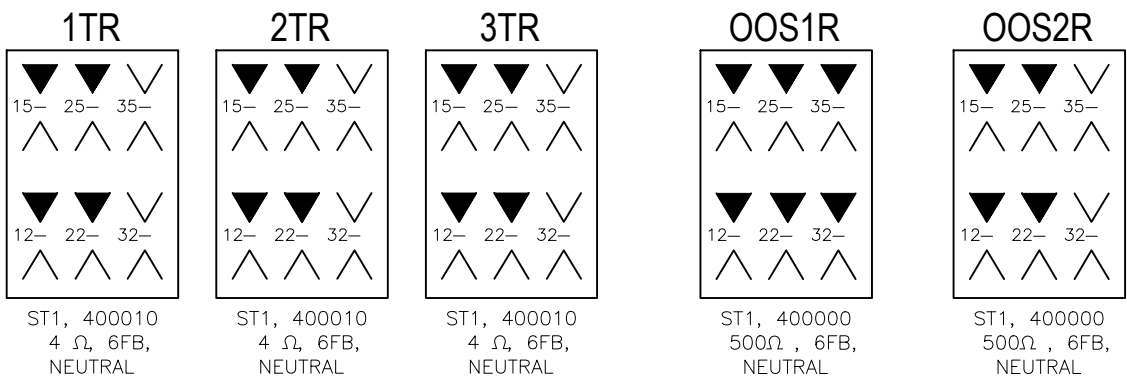 1TR 2TR 3TR OOS1R OOS2R
15– 25– 35– 15– 25– 35– 15– 25– 35– 15– 25– 35– 15– 25– 35–
12– 22– 32– 12– 22– 32– 12– 22– 32– 12– 22– 32– 12– 22– 32–
ST1, 400010 ST1, 400010 ST1, 400010 ST1, 400000 ST1, 400000
4 Ω, 6FB, 4 Ω, 6FB, 4 Ω, 6FB, 500Ω , 6FB, 500Ω , 6FB,
NEUTRAL NEUTRAL NEUTRAL NEUTRAL NEUTRAL